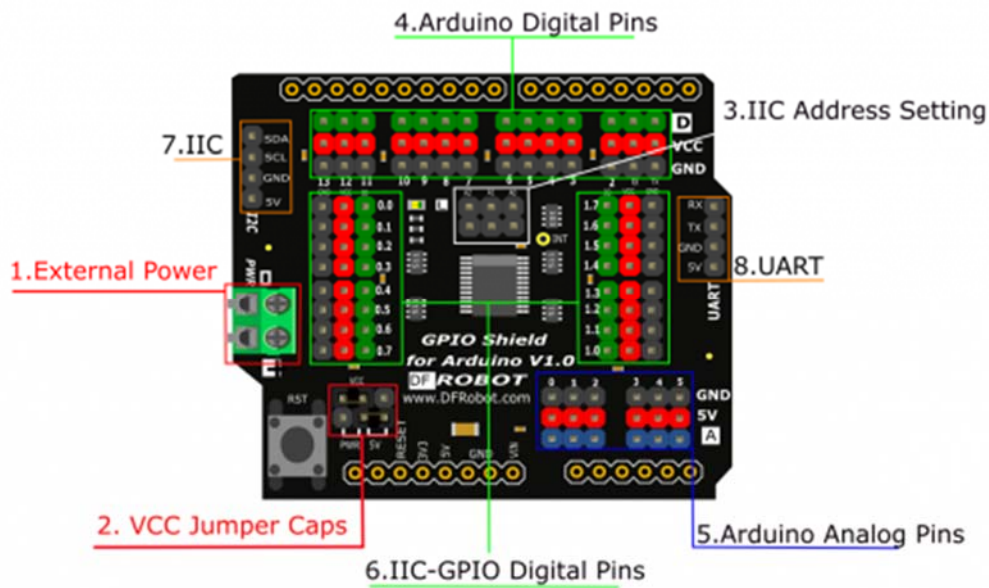 4.Arduino Digital Pins
3.IIC Address Setting
D
VCC
GND
7.IIC
SDA
SCL
GND
5V
I2C
13 12 11 10 9 8 7 6 5 4 3 2
0.0
0.1
0.2
0.3
0.4
0.5
0.6
0.7
L
INT
1.7
1.6
1.5
1.4
1.3
1.2
1.1
1.0
RX
TX
GND
5V
UART
8.UART
1.External Power
PWR
GPIO Shield
for Arduino V1.0
DF ROBOT
www.DFRobot.com
0 1 2 3 4 5
GND
5V
A
RST
VCC
PWR 5V
RESET 3V3 5V GND VIN
2. VCC Jumper Caps
5.Arduino Analog Pins
6.IIC-GPIO Digital Pins